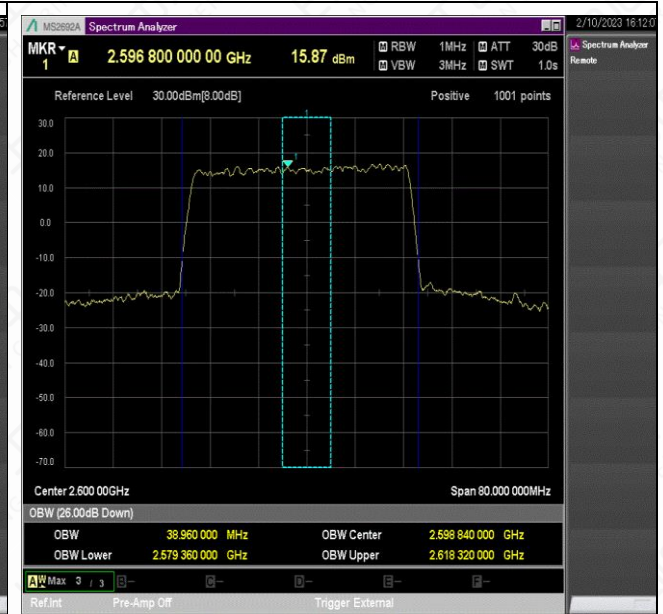 MS2692A Spectrum Analyzer
2/10/2023 16:12:0
MKR 1 A 2.596 800 000 00 GHz 15.87 dBm
M RBW 1MHz M ATT 30dB
M VBW 3MHz M SWT 1.0s
Spectrum Analyzer
Remote
Reference Level 30.00dBm[8.00dB] Positive 1001 points
1
30.0
20.0
1
10.0
0.0
-10.0
-20.0
-30.0
-40.0
-50.0
-60.0
-70.0
Center 2.600 00GHz Span 80.000 000MHz
OBW (26.00dB Down)
OBW 38.960 000 MHz OBW Center 2.598 840 000 GHz
OBW Lower 2.579 360 000 GHz OBW Upper 2.618 320 000 GHz
A W Max 3 / 3 B- C- D- E- F-
Ref.Int Pre-Amp Off Trigger External